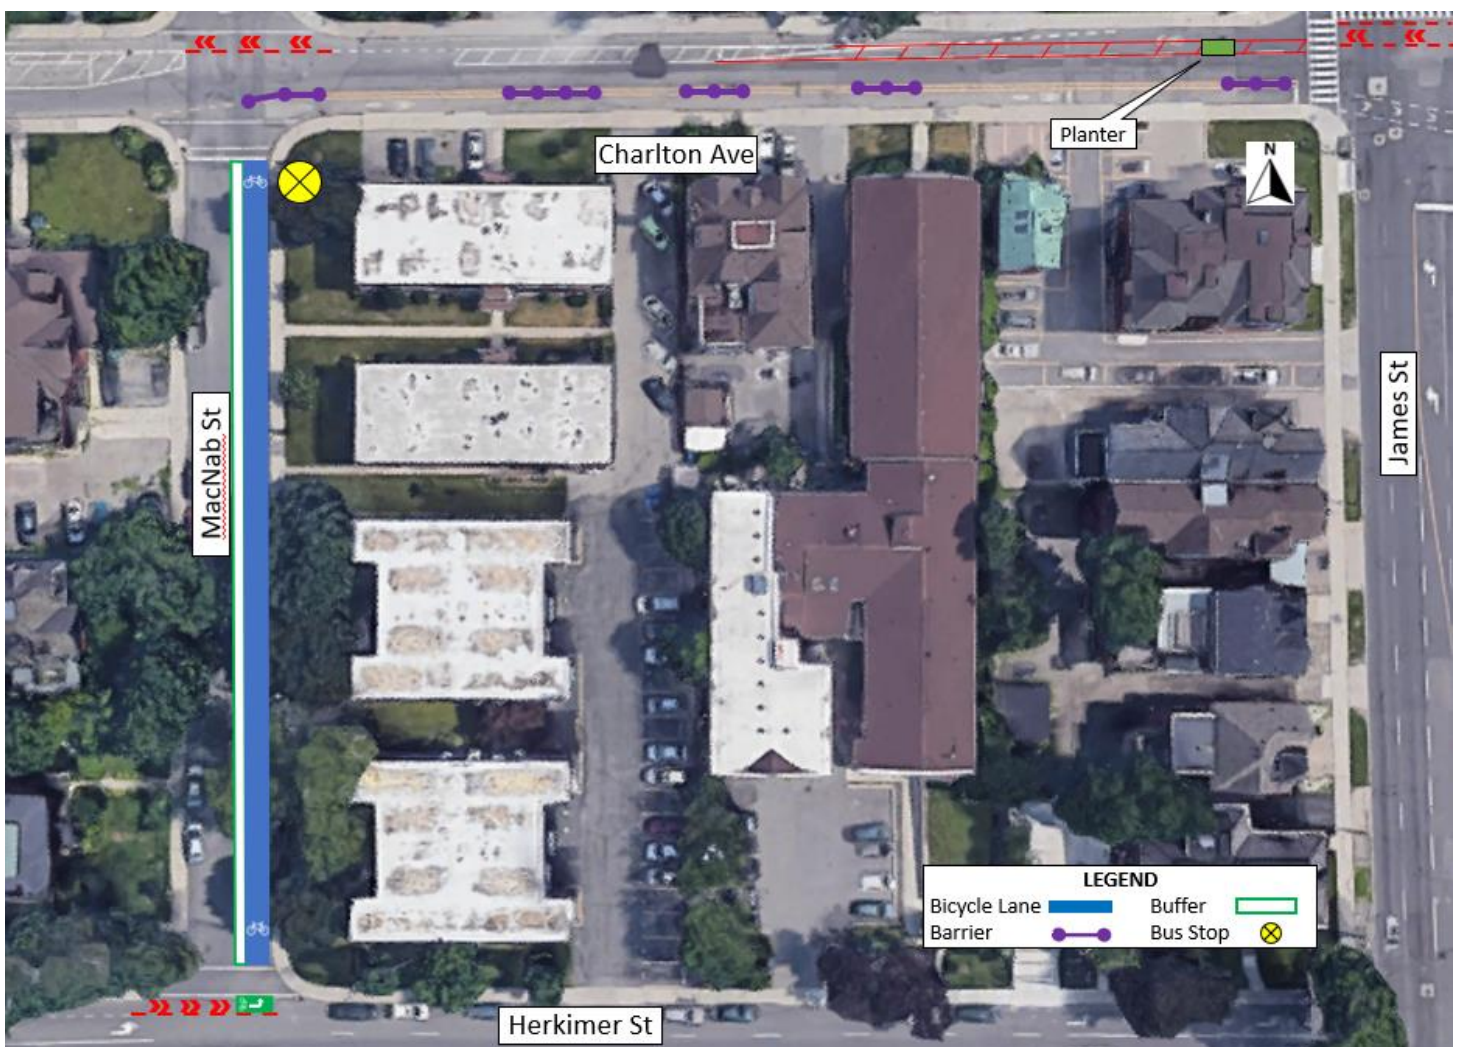 Planter
Charlton Ave
N
MacNab St
James St
LEGEND
Bicycle Lane
Buffer
Barrier
Bus Stop
Herkimer St